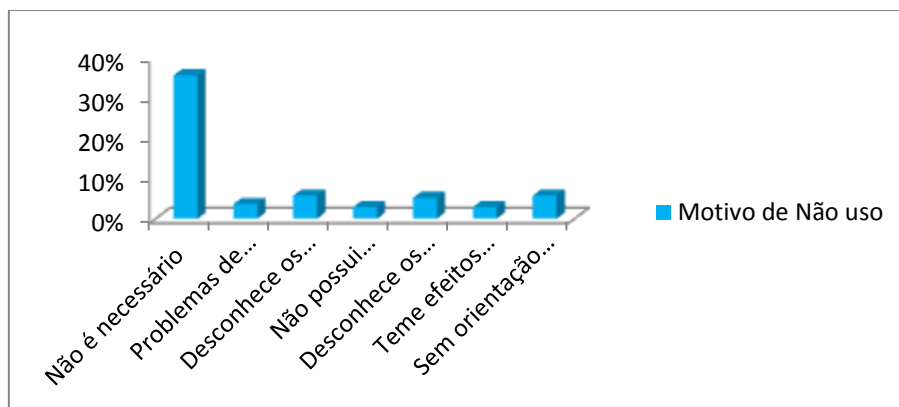 40%
30%
20%
10%
0%
Não é necessário
Problemas de...
Desconhece os...
Não possui...
Desconhece os...
Teme efeitos...
Sem orientação...
Motivo de Não uso